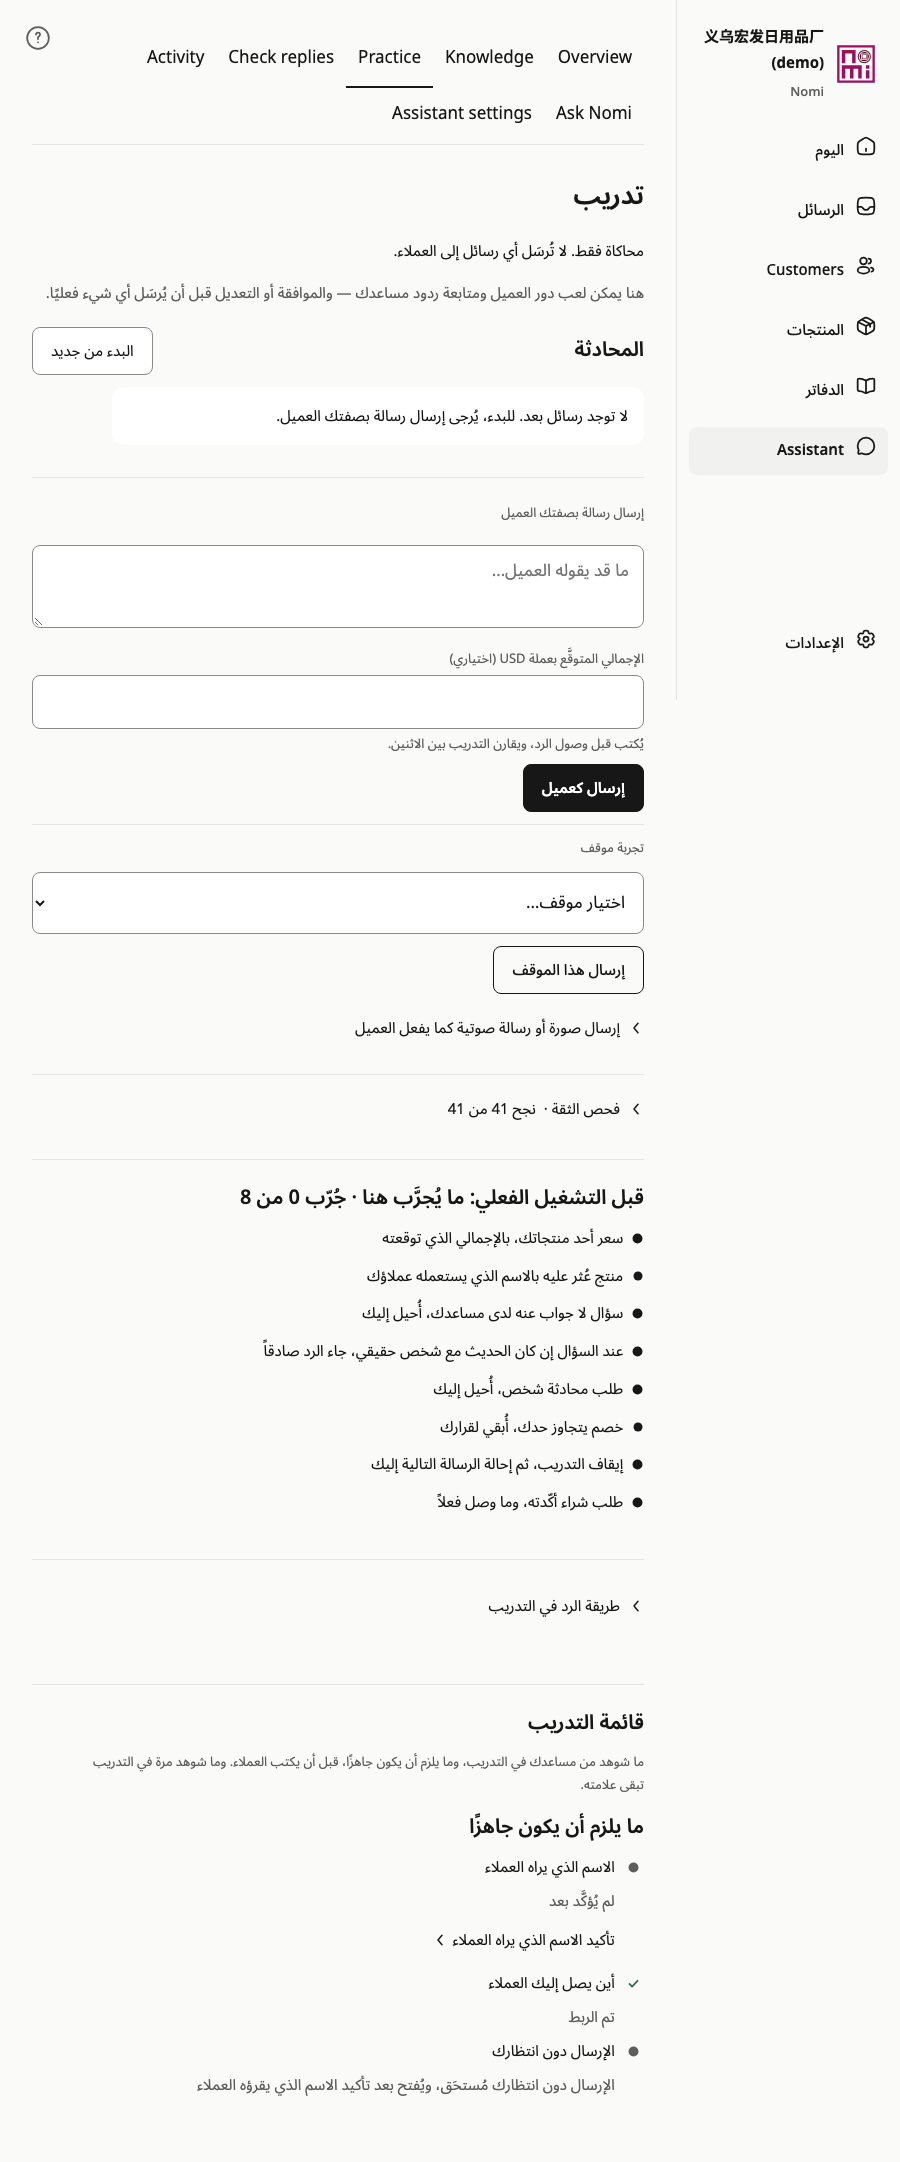 义乌宏发日用品厂
(demo)
Nomi
اليوم
الرسائل
Customers
المنتجات
الدفاتر
Assistant
الإعدادات
Overview
Knowledge
Practice
Check replies
Activity
Ask Nomi
Assistant settings
تدريب
محاكاة فقط. لا تُرسَل أي رسائل إلى العملاء.
هنا يمكن لعب دور العميل ومتابعة ردود مساعدك — والموافقة أو التعديل قبل أن يُرسَل أي شيء فعليًا.
المحادثة
البدء من جديد
لا توجد رسائل بعد. للبدء، يُرجى إرسال رسالة بصفتك العميل.
إرسال رسالة بصفتك العميل
ما قد يقوله العميل...
الإجمالي المتوقَّع بعملة USD (اختياري)
يُكتب قبل وصول الرد، ويقارن التدريب بين الاثنين.
إرسال كعميل
تجربة موقف
اختيار موقف...
إرسال هذا الموقف
إرسال صورة أو رسالة صوتية كما يفعل العميل
فحص الثقة · نجح 41 من 41
قبل التشغيل الفعلي: ما يُجرَّب هنا · جُرّب 0 من 8
سعر أحد منتجاتك، بالإجمالي الذي توقعته
منتج عُثر عليه بالاسم الذي يستعمله عملاؤك
سؤال لا جواب عنه لدى مساعدك، أُحيل إليك
عند السؤال إن كان الحديث مع شخص حقيقي، جاء الرد صادقاً
طلب محادثة شخص، أُحيل إليك
خصم يتجاوز حدك، أُبقي لقرارك
إيقاف التدريب، ثم إحالة الرسالة التالية إليك
طلب شراء أكّدته، وما وصل فعلاً
طريقة الرد في التدريب
قائمة التدريب
ما شوهد من مساعدك في التدريب، وما يلزم أن يكون جاهزًا، قبل أن يكتب العملاء. وما شوهد مرة في التدريب
تبقى علامته.
ما يلزم أن يكون جاهزًا
الاسم الذي يراه العملاء
لم يُؤكَّد بعد
تأكيد الاسم الذي يراه العملاء
أين يصل إليك العملاء
تم الربط
الإرسال دون انتظارك
الإرسال دون انتظارك مُستحَق، ويُفتح بعد تأكيد الاسم الذي يقرؤه العملاء